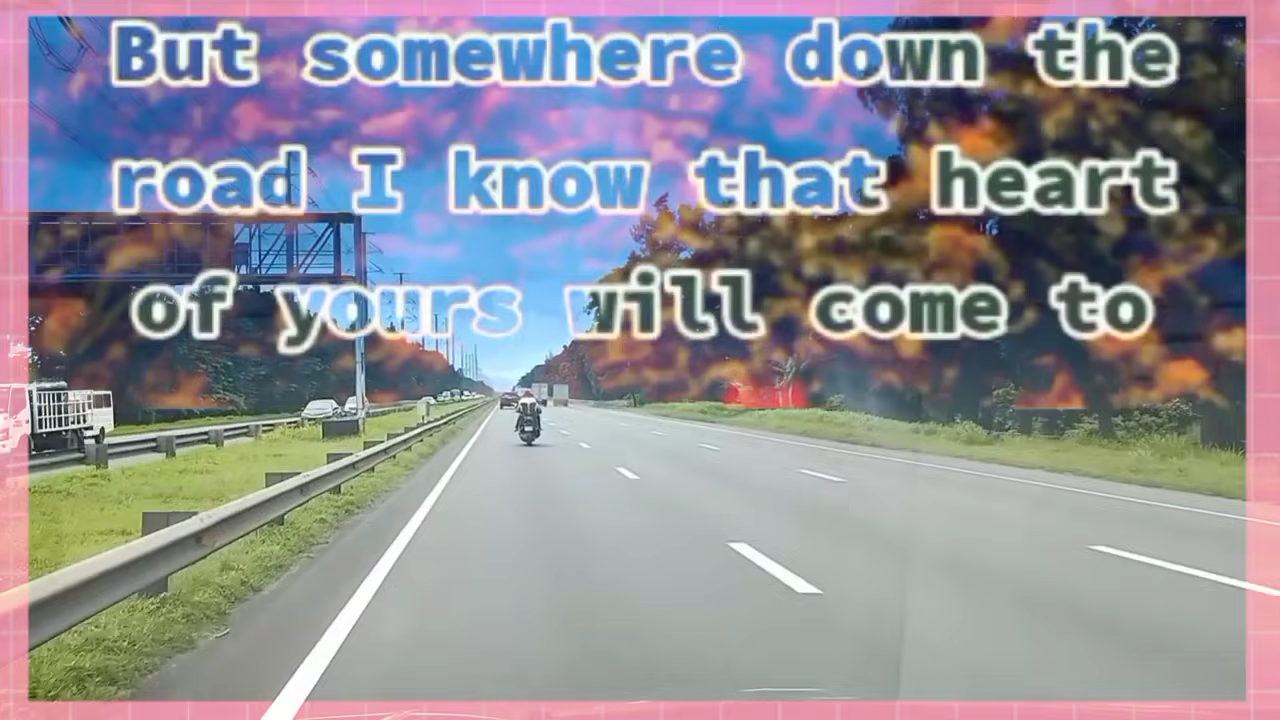 But somewhere down the
road I know that heart
of yours will come to